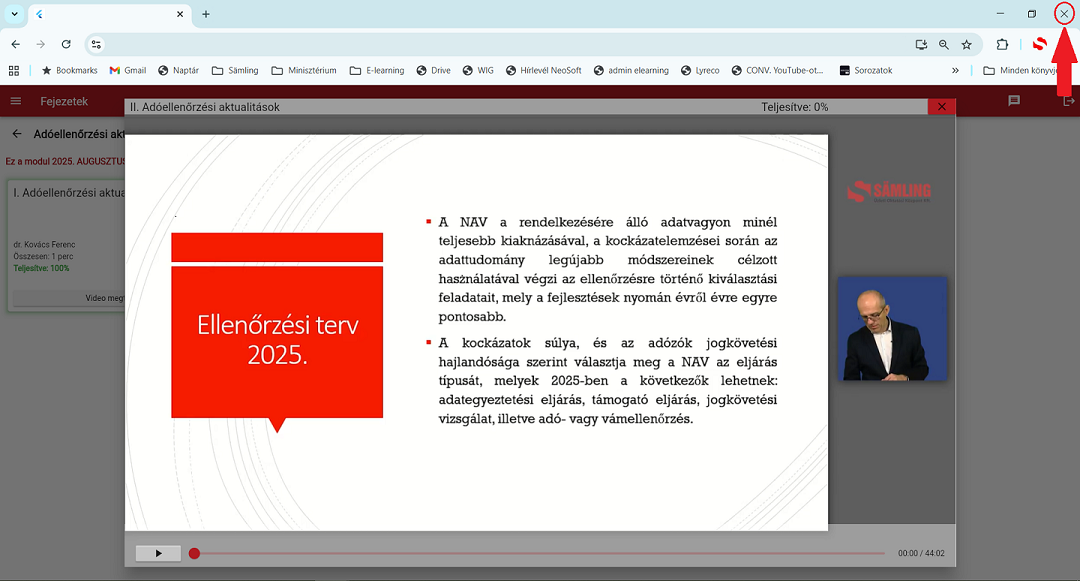 Bookmarks
Gmail
Naptár
Sämling
Minisztérium
E-learning
Drive
WIG
Hírlevél NeoSoft
admin elearning
Lyreco
CONV. YouTube-ot...
Sorozatok
Minden könyvje
Fejezetek
II. Adóellenőrzési aktualitások
Teljesítve: 0%
Adóellenőrzési akt
Ez a modul 2025. AUGUSZTUS
I. Adóellenőrzési aktua
dr. Kovács Ferenc
Összesen: 1 perc
Teljesítve: 100%
Video megt
Ellenőrzési terv
2025.
A NAV a rendelkezésére álló adatvagyon minél
teljesebb kiaknázásával, a kockázatelemzései során az
adattudomány legújabb módszereinek célzott
használatával végzi az ellenőrzésre történő kiválasztási
feladatait, mely a fejlesztések nyomán évről évre egyre
pontosabb.
A kockázatok súlya, és az adózók jogkövetési
hajlandósága szerint választja meg a NAV az eljárás
típusát, melyek 2025-ben a következők lehetnek:
adategyeztetési eljárás, támogató eljárás, jogkövetési
vizsgálat, illetve adó- vagy vámellenőrzés.
SÄMLING
00:00 / 44:02